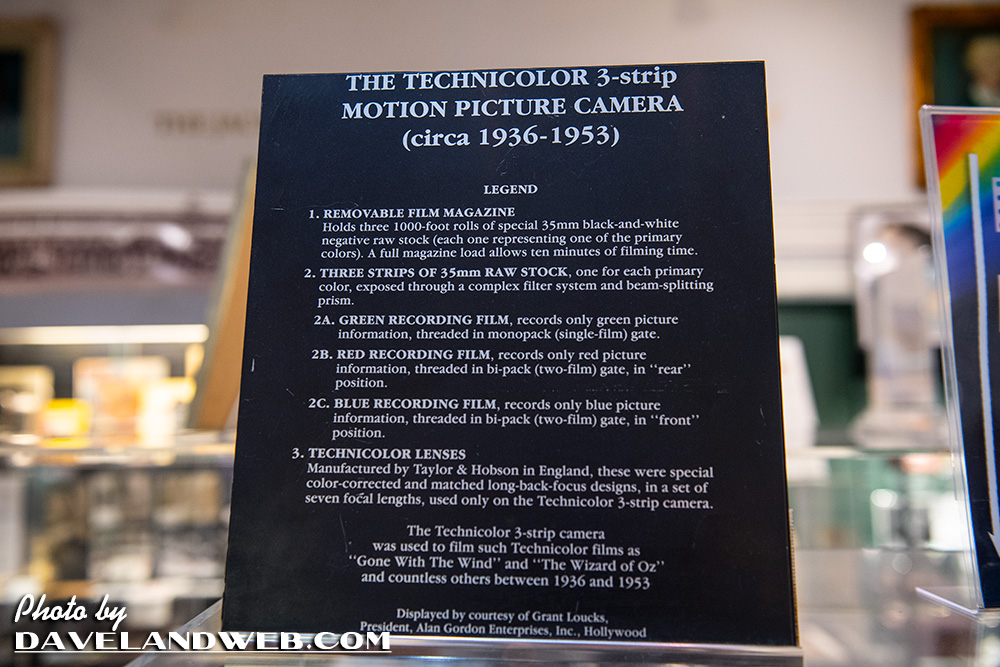 THE TECHNICOLOR 3-strip
MOTION PICTURE CAMERA
(circa 1936-1953)
LEGEND
1. REMOVABLE FILM MAGAZINE
Holds three 1000-foot rolls of special 35mm black-and-white
negative raw stock (each one representing one of the primary
colors). A full magazine load allows ten minutes of filming time.
2. THREE STRIPS OF 35mm RAW STOCK, one for each primary
color, exposed through a complex filter system and beam-splitting
prism.
2A. GREEN RECORDING FILM, records only green picture
information, threaded in monopack (single-film) gate.
2B. RED RECORDING FILM, records only red picture
information, threaded in bi-pack (two-film) gate, in "rear"
position.
2C. BLUE RECORDING FILM, records only blue picture
information, threaded in bi-pack (two-film) gate, in "front"
position.
3. TECHNICOLOR LENSES
Manufactured by Taylor & Hobson in England, these were special
color-corrected and matched long-back-focus designs, in a set of
seven focal lengths, used only on the Technicolor 3-strip camera.
The Technicolor 3-strip camera
was used to film such Technicolor films as
"Gone With The Wind" and "The Wizard of Oz"
and countless others between 1936 and 1953
Displayed by courtesy of Grant Loucks,
President, Alan Gordon Enterprises, Inc., Hollywood
Photo by
DAVELANDWEB.COM